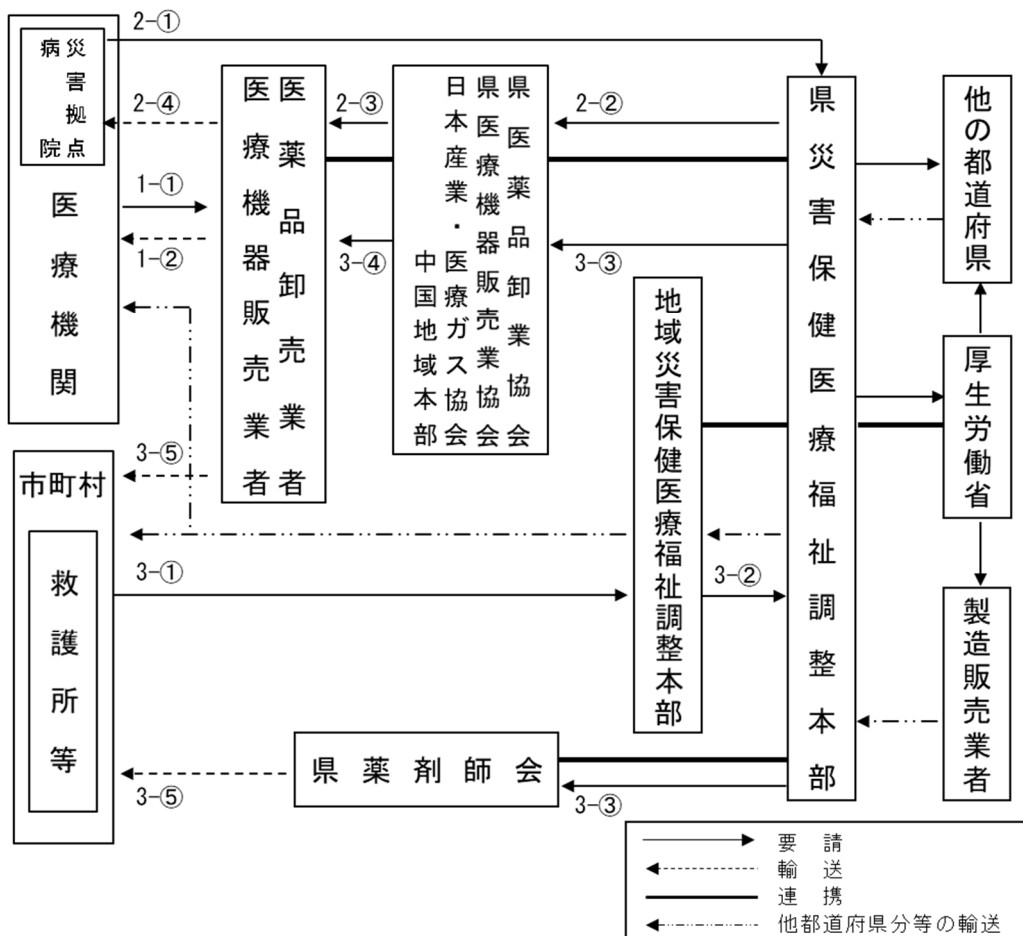 2-①
災害拠点
病院
医療機関
2-④
1-①
1-②
医薬品卸売業者
医療機器販売業者
2-③
3-④
3-⑤
県医薬品卸業協会
県医療機器販売業協会
日本産業・医療ガス協会
中国地域本部
2-②
3-③
地域災害保健医療福祉調整本部
県災害保健医療福祉調整本部
他の都道府県
厚生労働省
製造販売業者
市町村
救護所等
3-①
3-②
県薬剤師会
3-⑤
3-③
要請
輸送
連携
他都道府県分等の輸送